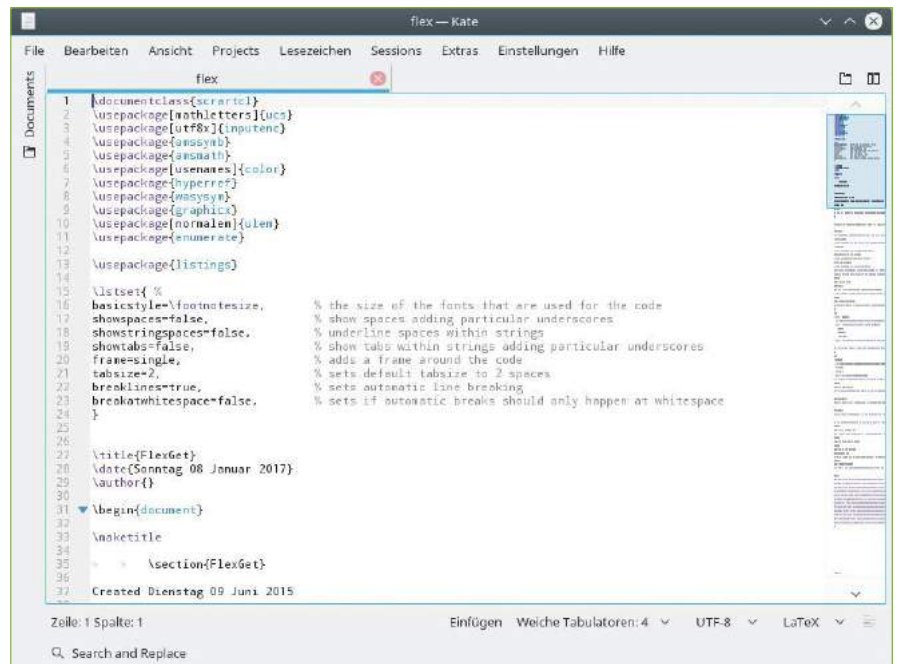 flex — Kate
File Bearbeiten Ansicht Projects Lesezeichen Sessions Extras Einstellungen Hilfe
Documents
flex
1 \documentclass{scrartcl}
2 \usepackage[mathletters]{ucs}
3 \usepackage[utf8x]{inputenc}
4 \usepackage{amssymb}
5 \usepackage{amsmath}
6 \usepackage[usenames]{color}
7 \usepackage{hyperref}
8 \usepackage{wasysym}
9 \usepackage{graphicx}
10 \usepackage[normalem]{ulem}
11 \usepackage{enumerate}
12
13 \usepackage{listings}
14
15 \lstset{ %
16 basicstyle=\footnotesize, % the size of the fonts that are used for the code
17 showspaces=false, % show spaces adding particular underscores
18 showstringspaces=false, % underline spaces within strings
19 showtabs=false, % show tabs within strings adding particular underscores
20 frame=single, % adds a frame around the code
21 tabsize=2, % sets default tabsize to 2 spaces
22 breaklines=true, % sets automatic line breaking
23 breakatwhitespace=false, % sets if automatic breaks should only happen at whitespace
24 }
25
26
27 \title{FlexGet}
28 \date{Sonntag 08 Januar 2017}
29 \author{}
30
31 \begin{document}
32
33 \maketitle
34
35 \section{FlexGet}
36
37 Created Dienstag 09 Juni 2015
Zeile: 1 Spalte: 1 Einfügen Weiche Tabulatoren: 4 UTF-8 LaTeX
Search and Replace